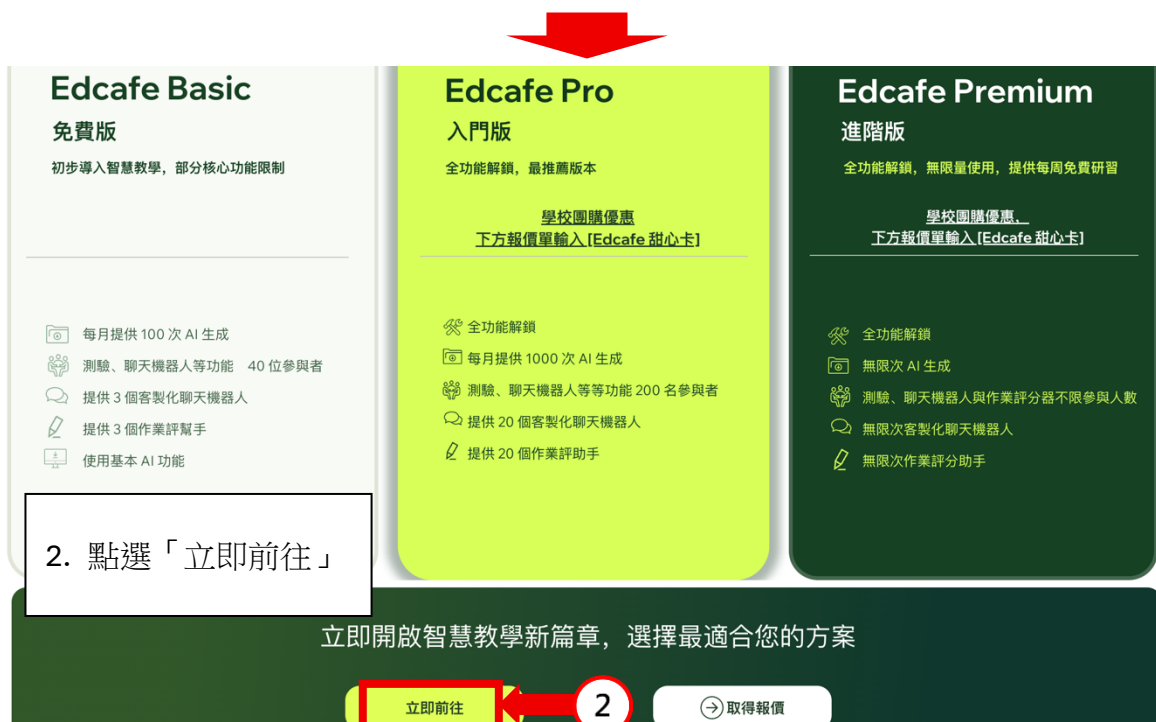 Edcafe Basic
免費版
初步導入智慧教學，部分核心功能限制
每月提供 100 次 AI 生成
測驗、聊天機器人等功能　40 位參與者
提供 3 個客製化聊天機器人
提供 3 個作業評幫手
使用基本 AI 功能
Edcafe Pro
入門版
全功能解鎖，最推薦版本
學校團購優惠
下方報價單輸入 [Edcafe 甜心卡]
全功能解鎖
每月提供 1000 次 AI 生成
測驗、聊天機器人等等功能 200 名參與者
提供 20 個客製化聊天機器人
提供 20 個作業評助手
Edcafe Premium
進階版
全功能解鎖，無限量使用，提供每周免費研習
學校團購優惠，
下方報價單輸入 [Edcafe 甜心卡]
全功能解鎖
無限次 AI 生成
測驗、聊天機器人與作業評分器不限參與人數
無限次客製化聊天機器人
無限次作業評分助手
2. 點選「立即前往」
立即開啟智慧教學新篇章，選擇最適合您的方案
立即前往
2
取得報價